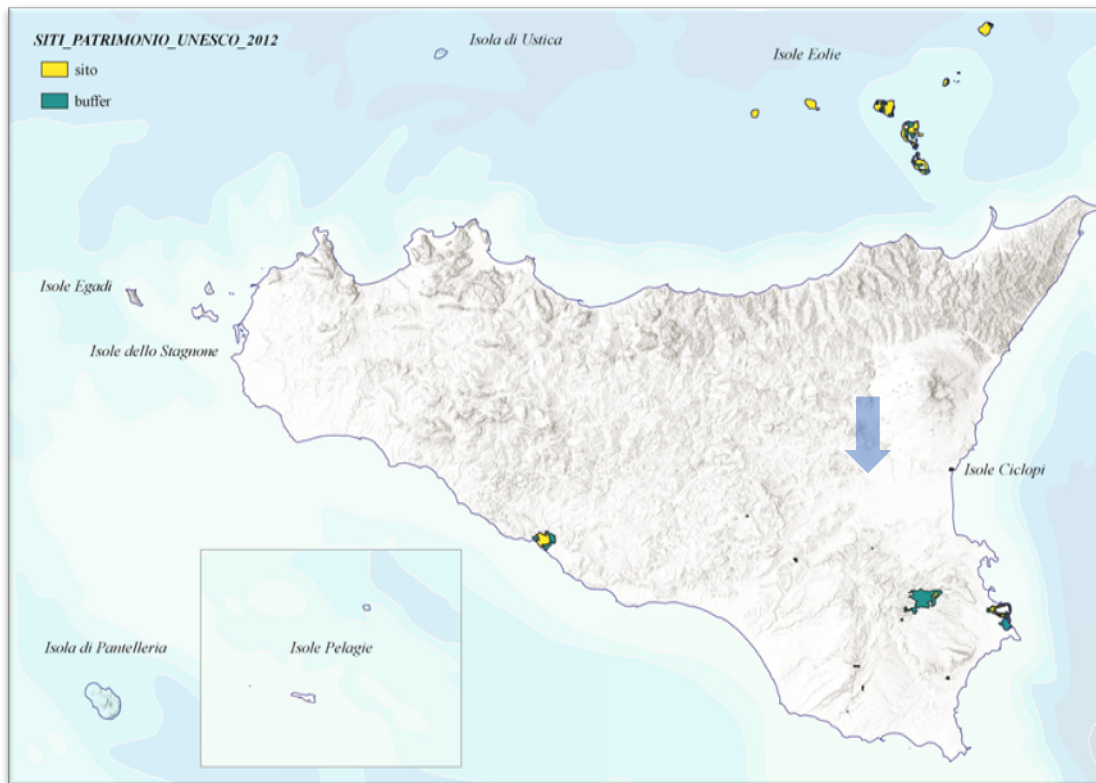 SITI_PATRIMONIO_UNESCO_2012
sito
buffer
Isola di Ustica
Isole Eolie
Isole Egadi
Isole dello Stagnone
Isole Ciclopi
Isola di Pantelleria
Isole Pelagie